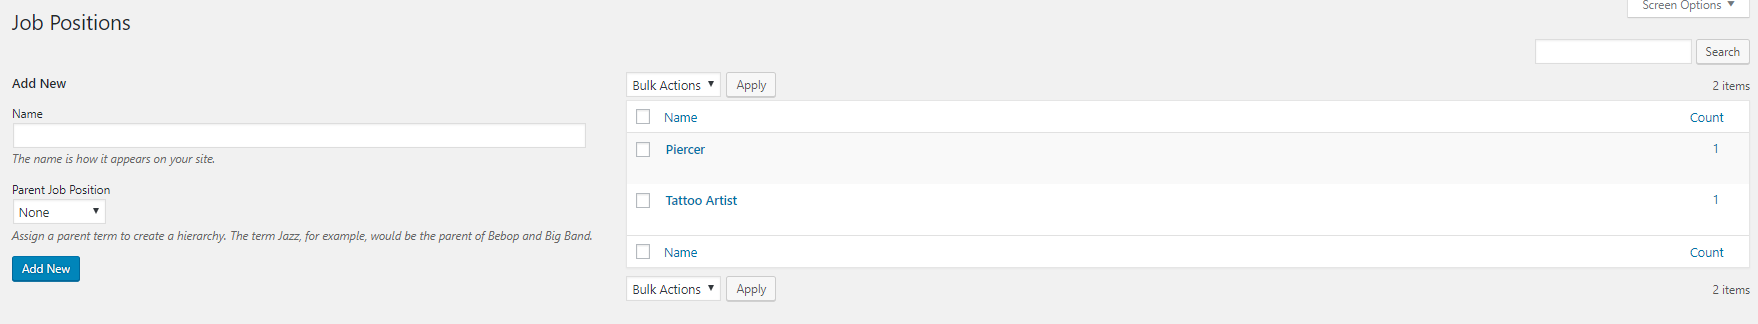 Job Positions
Screen Options
Search
Add New
Name
The name is how it appears on your site.
Parent Job Position
None
Assign a parent term to create a hierarchy. The term Jazz, for example, would be the parent of Bebop and Big Band.
Add New
Bulk Actions Apply 2 items
Name Count
Piercer 1
Tattoo Artist 1
Name Count
Bulk Actions Apply 2 items